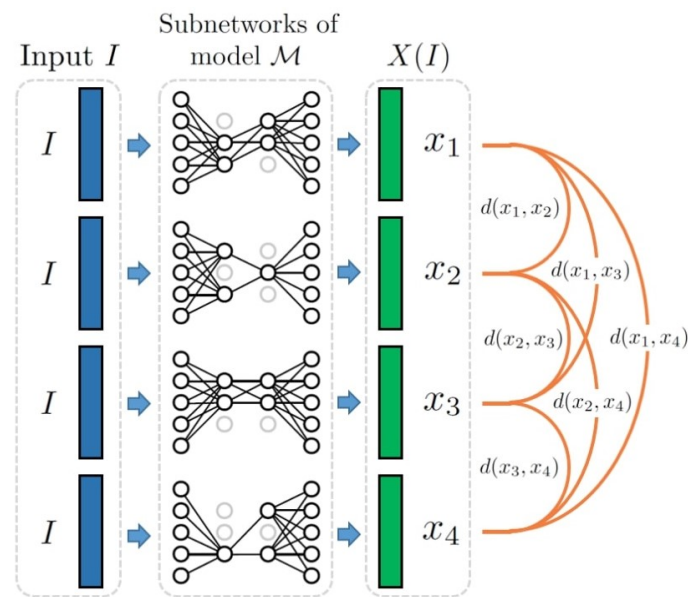 Subnetworks of
Input I
model M
X(I)
I
x1
d(x1, x2)
I
x2
d(x1, x3)
d(x2, x3)
d(x1, x4)
I
x3
d(x2, x4)
d(x3, x4)
I
x4